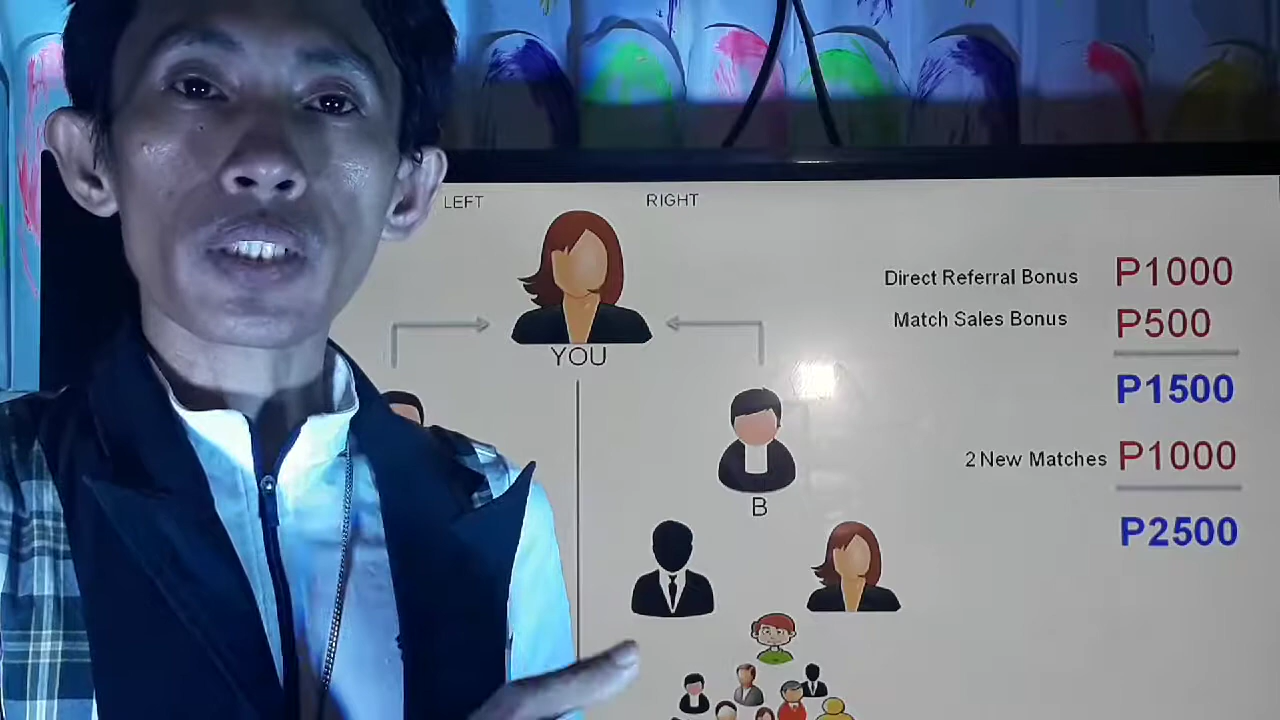 LEFT
RIGHT
YOU
B
Direct Referral Bonus P1000
Match Sales Bonus P500
P1500
2 New Matches P1000
P2500